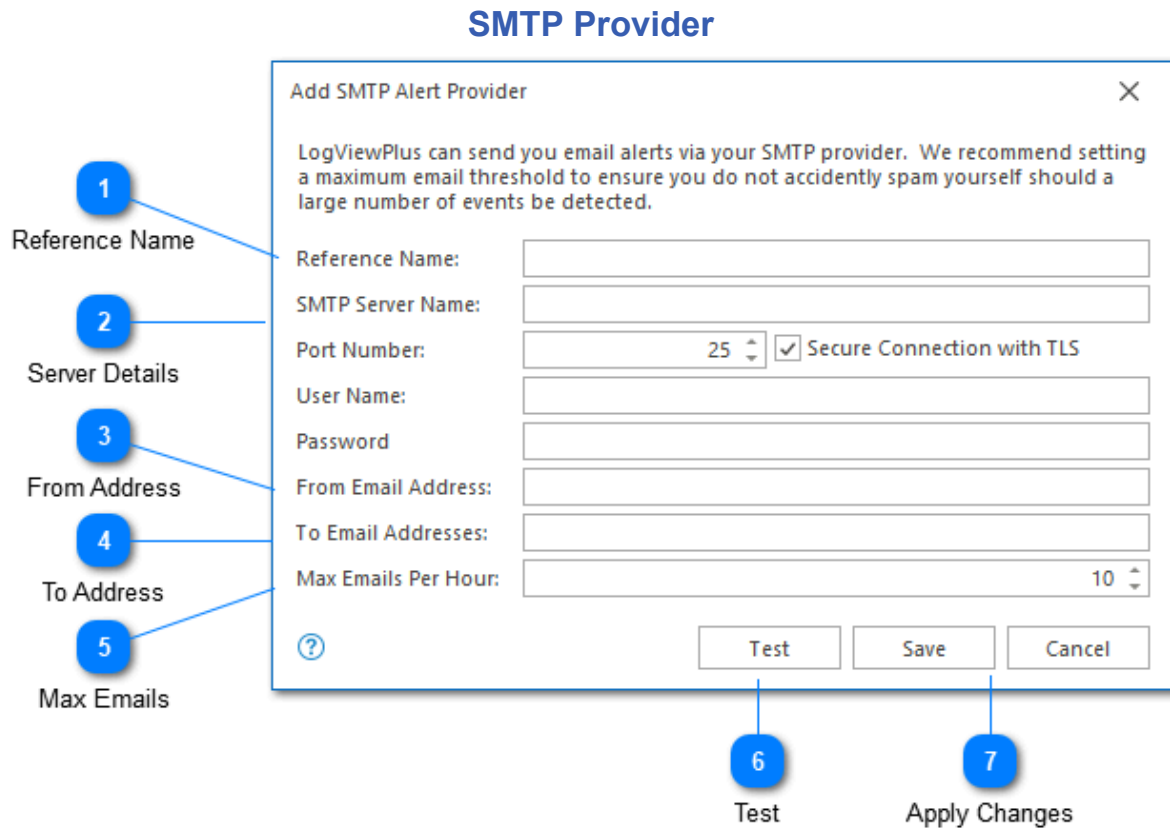 SMTP Provider
Add SMTP Alert Provider
LogViewPlus can send you email alerts via your SMTP provider. We recommend setting
a maximum email threshold to ensure you do not accidently spam yourself should a
large number of events be detected.
1
Reference Name
Reference Name:
SMTP Server Name:
2
Server Details
Port Number: 25 Secure Connection with TLS
User Name:
3
From Address
Password
From Email Address:
4
To Address
To Email Addresses:
Max Emails Per Hour: 10
5
Max Emails
Test Save Cancel
6
Test
7
Apply Changes